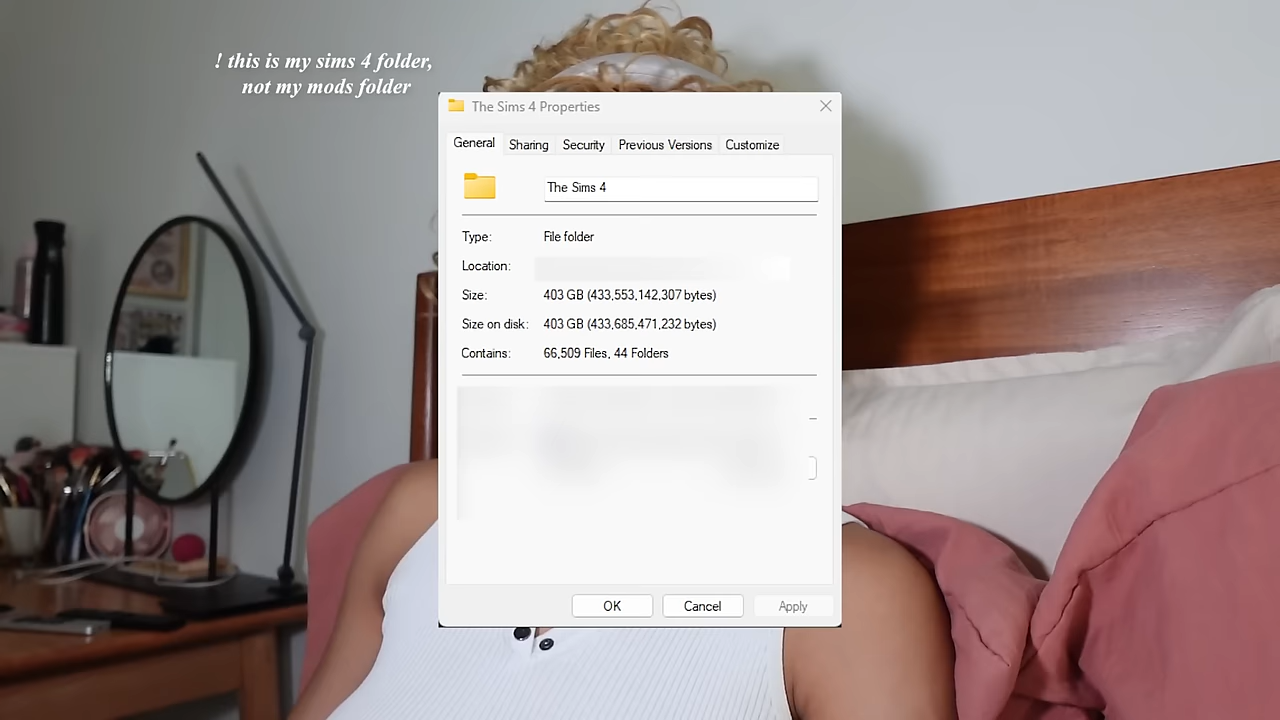 ! this is my sims 4 folder,
not my mods folder
The Sims 4 Properties
General Sharing Security Previous Versions Customize
The Sims 4
Type: File folder
Location:
Size: 403 GB (433,553,142,307 bytes)
Size on disk: 403 GB (433,685,471,232 bytes)
Contains: 66,509 Files, 44 Folders
OK Cancel Apply